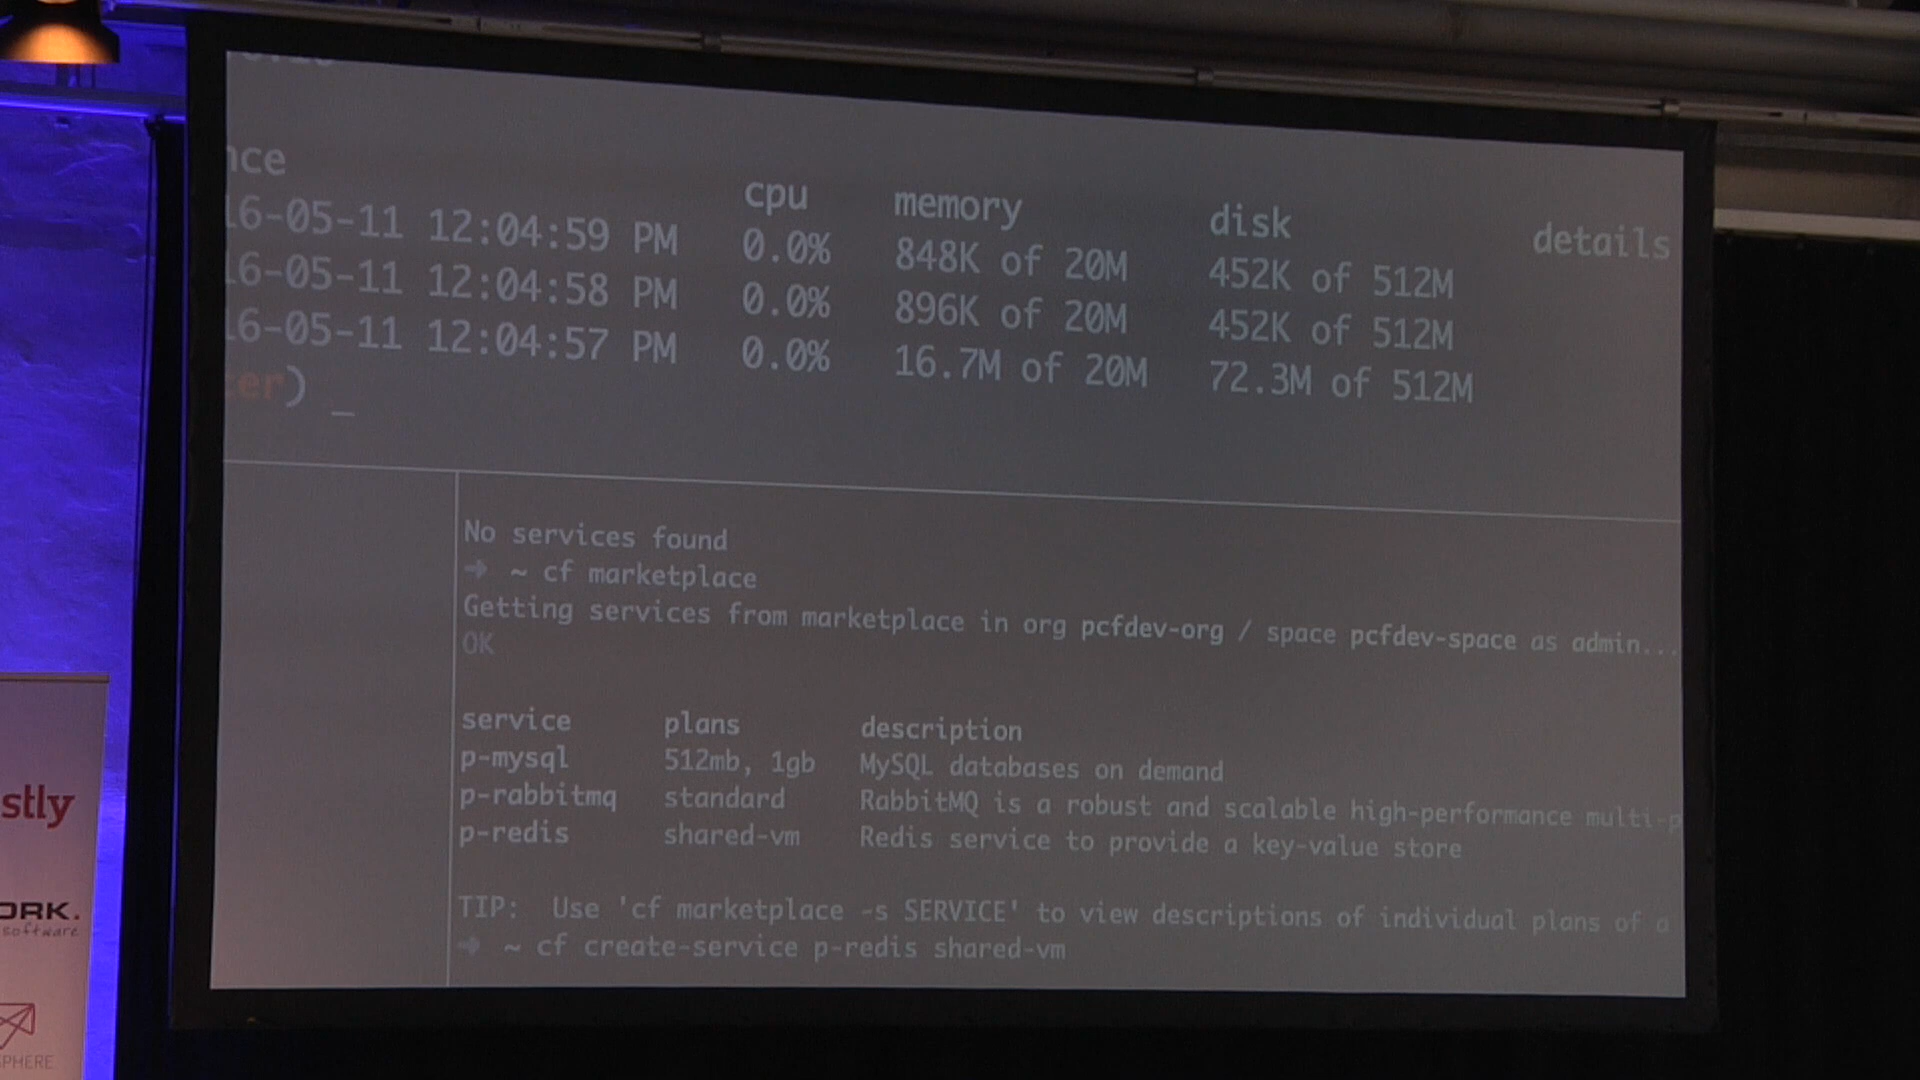 nce
cpu memory disk details
16-05-11 12:04:59 PM 0.0% 848K of 20M 452K of 512M
16-05-11 12:04:58 PM 0.0% 896K of 20M 452K of 512M
16-05-11 12:04:57 PM 0.0% 16.7M of 20M 72.3M of 512M
ter) _
No services found
➜ ~ cf marketplace
Getting services from marketplace in org pcfdev-org / space pcfdev-space as admin...
OK
service plans description
p-mysql 512mb, 1gb MySQL databases on demand
p-rabbitmq standard RabbitMQ is a robust and scalable high-performance multi-p
p-redis shared-vm Redis service to provide a key-value store
TIP: Use 'cf marketplace -s SERVICE' to view descriptions of individual plans of a
➜ ~ cf create-service p-redis shared-vm
stly
ORK.
software
SPHERE